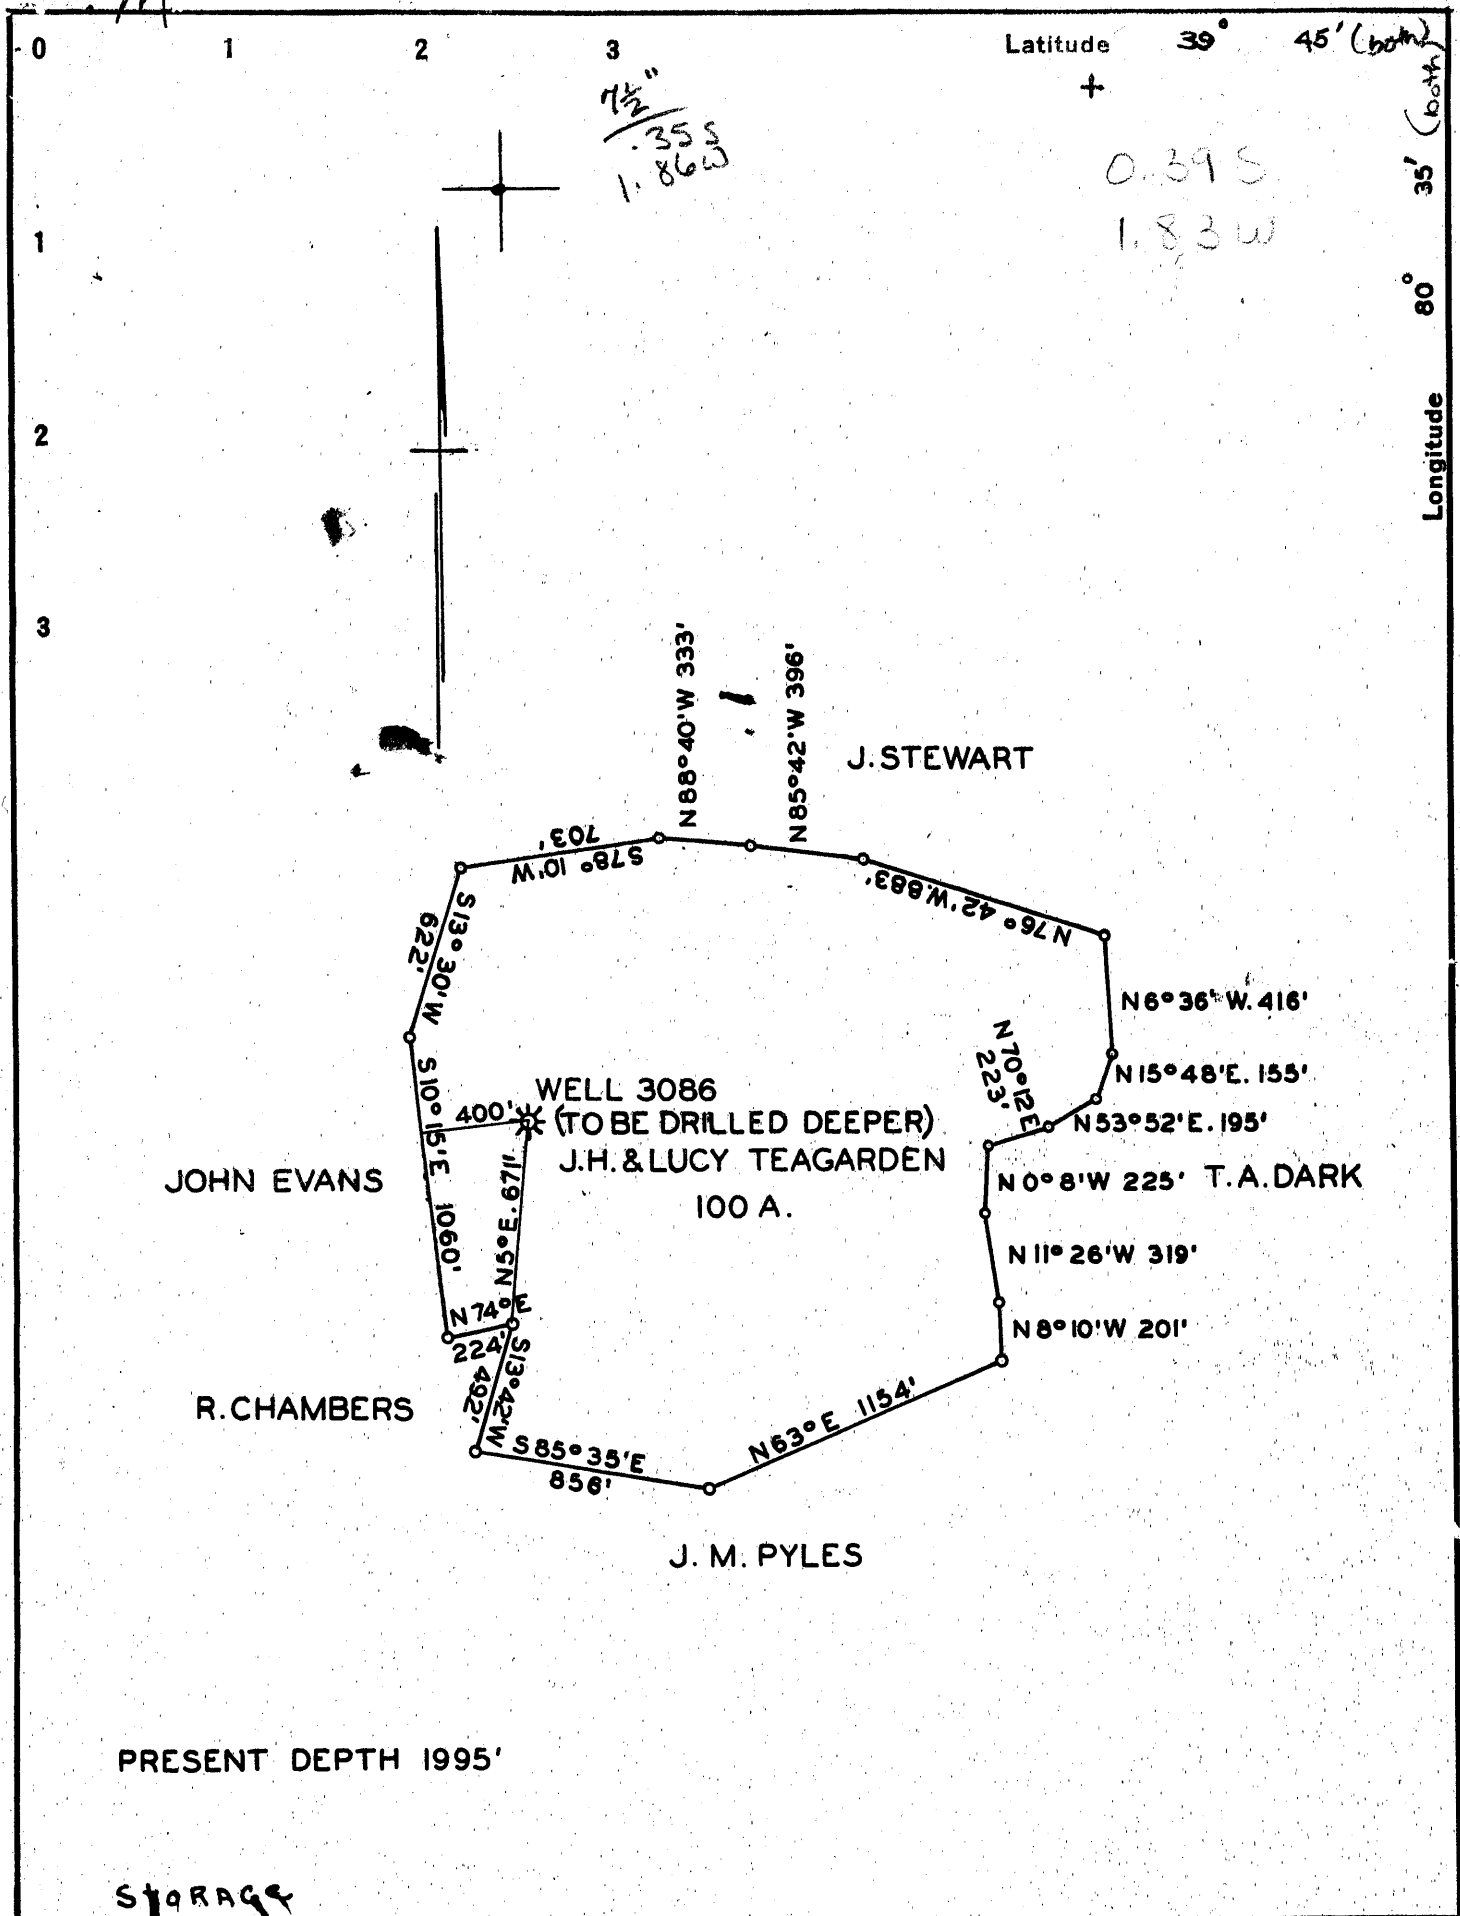 0 1 2 3 Latitude 39° 45' (both)
+
7½"
.35 S
1.86 W
0.39 S
1.83 W
Longitude 80° 35' (both)
1
2
3
N88°40'W 333'
N85°42'W 396'
J. STEWART
703'
S78° 10'W
N76° 42'W. 883'
S13° 30'W
622'
N6°36'W. 416'
N15°48'E. 155'
N70°12E
223'
N53°52'E. 195'
S10° 15'E 1060'
400'
WELL 3086
(TO BE DRILLED DEEPER)
J.H. & LUCY TEAGARDEN
100 A.
JOHN EVANS
N5°E. 671'
N0°8'W 225' T. A. DARK
N11°26'W 319'
N8°10'W 201'
N74°E
224'
S13°42'W
492'
R. CHAMBERS
S85°35'E
856'
N63°E 1154'
J. M. PYLES
PRESENT DEPTH 1995'
STORAGE